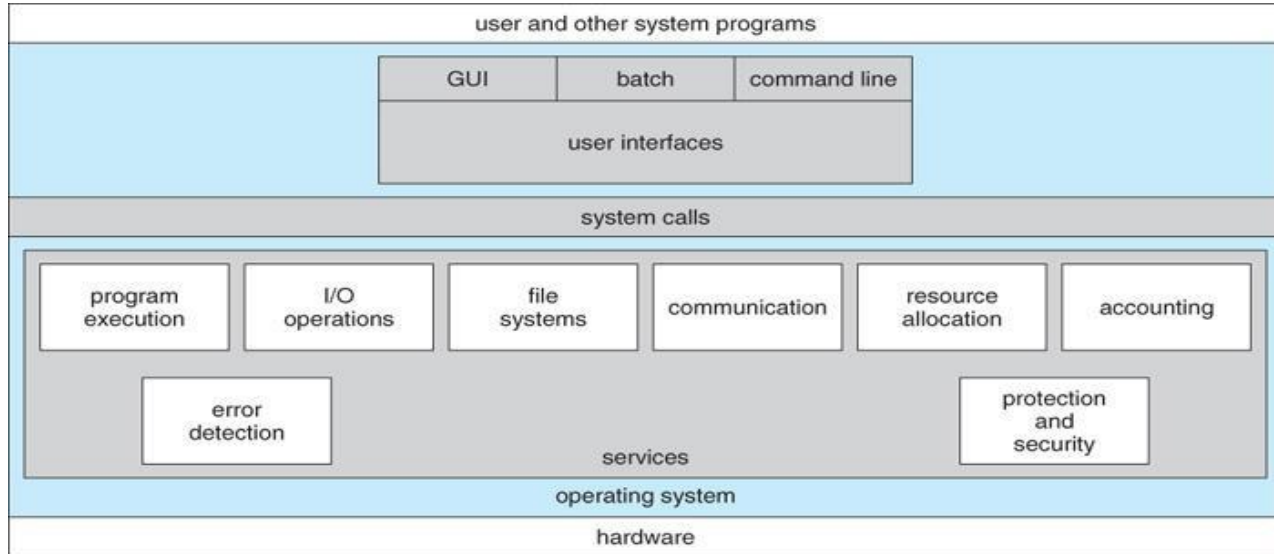 user and other system programs
GUI
batch
command line
user interfaces
system calls
program
execution
I/O
operations
file
systems
communication
resource
allocation
accounting
error
detection
protection
and
security
services
operating system
hardware